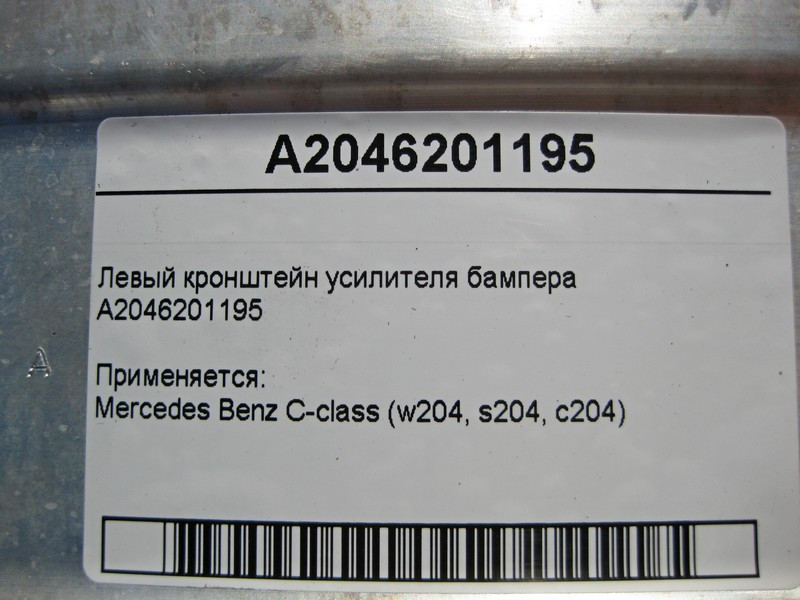 A2046201195
Левый кронштейн усилителя бампера
A2046201195
A
Применяется:
Mercedes Benz C-class (w204, s204, c204)